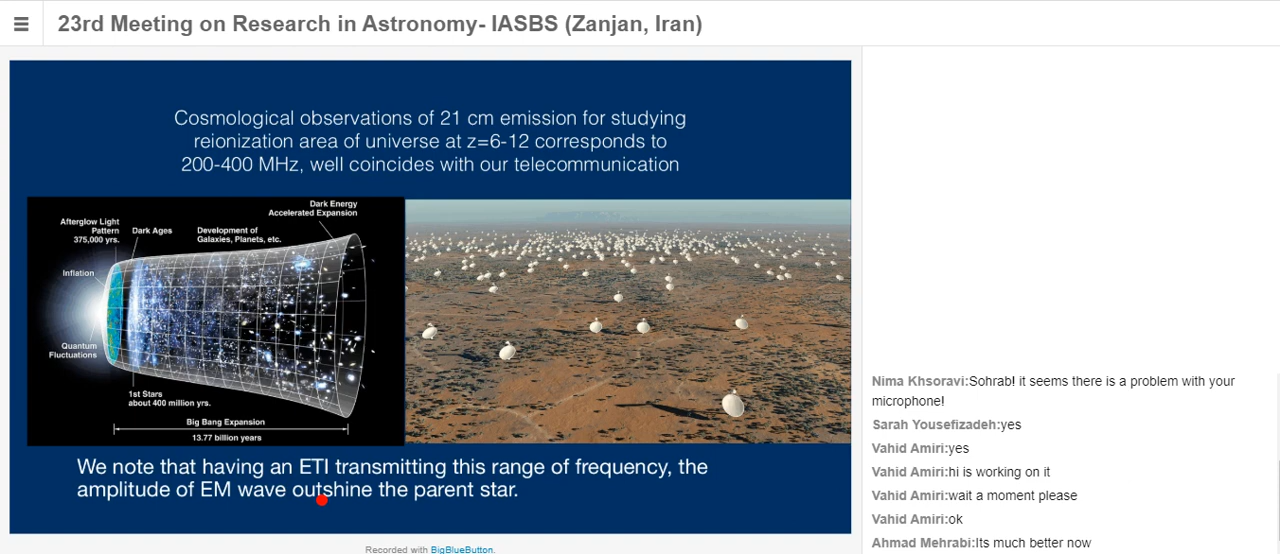 23rd Meeting on Research in Astronomy- IASBS (Zanjan, Iran)
Cosmological observations of 21 cm emission for studying
reionization area of universe at z=6-12 corresponds to
200-400 MHz, well coincides with our telecommunication
Dark Energy
Accelerated Expansion
Afterglow Light
Pattern
375,000 yrs.
Dark Ages
Development of
Galaxies, Planets, etc.
Inflation
Quantum
Fluctuations
1st Stars
about 400 million yrs.
Big Bang Expansion
13.77 billion years
We note that having an ETI transmitting this range of frequency, the
amplitude of EM wave outshine the parent star.
Recorded with BigBlueButton.
Nima Khsoravi:Sohrab! it seems there is a problem with your
microphone!
Sarah Yousefizadeh:yes
Vahid Amiri:yes
Vahid Amiri:hi is working on it
Vahid Amiri:wait a moment please
Vahid Amiri:ok
Ahmad Mehrabi:Its much better now